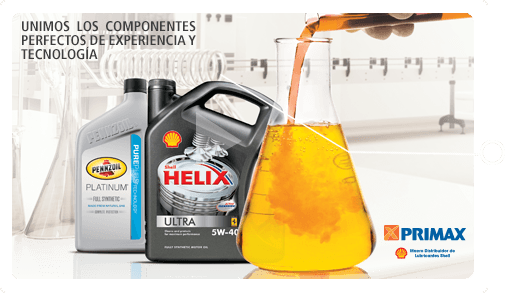 UNIMOS LOS COMPONENTES
PERFECTOS DE EXPERIENCIA Y
TECNOLOGÍA
PENNZOIL
PLATINUM
FULL SYNTHETIC
PURE
Shell
HELIX
ULTRA
5W-40
PRIMAX
Macro Distribuidor de
Lubricantes Shell